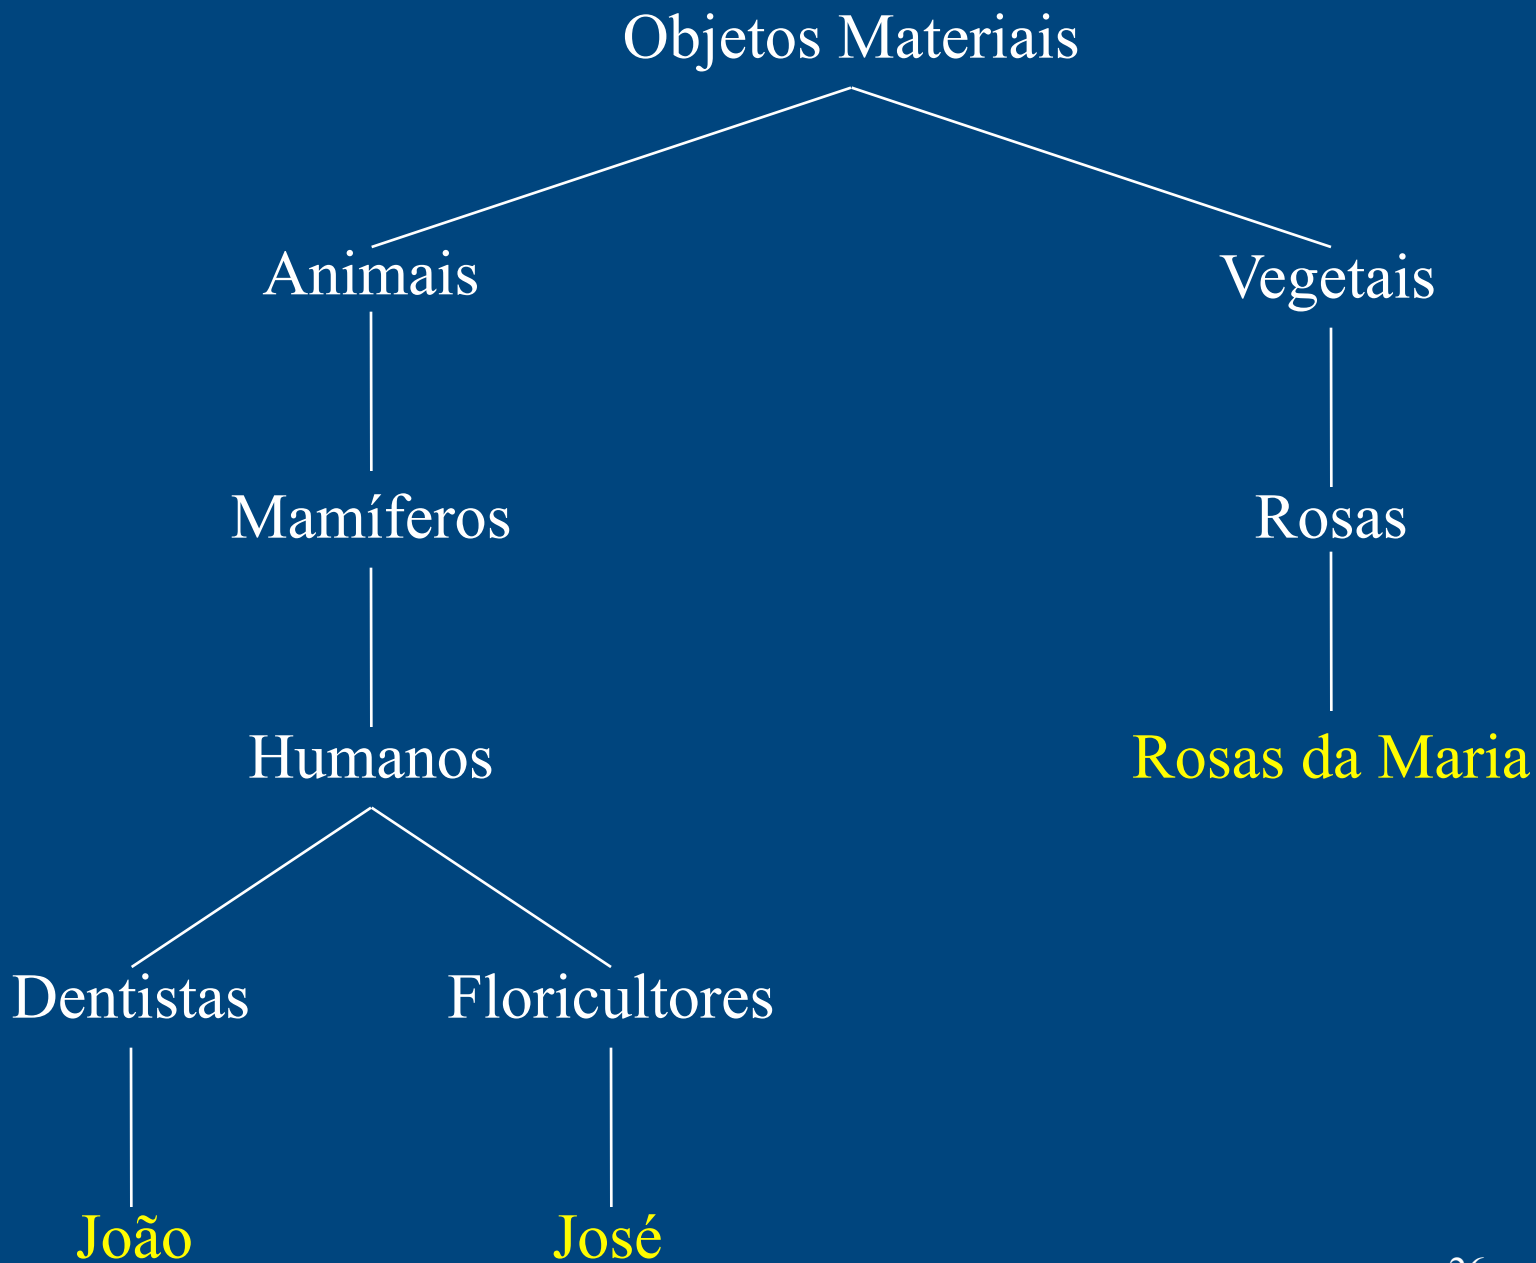 Objetos Materiais
Animais
Vegetais
Mamíferos
Rosas
Humanos
Rosas da Maria
Dentistas
Floricultores
João
José